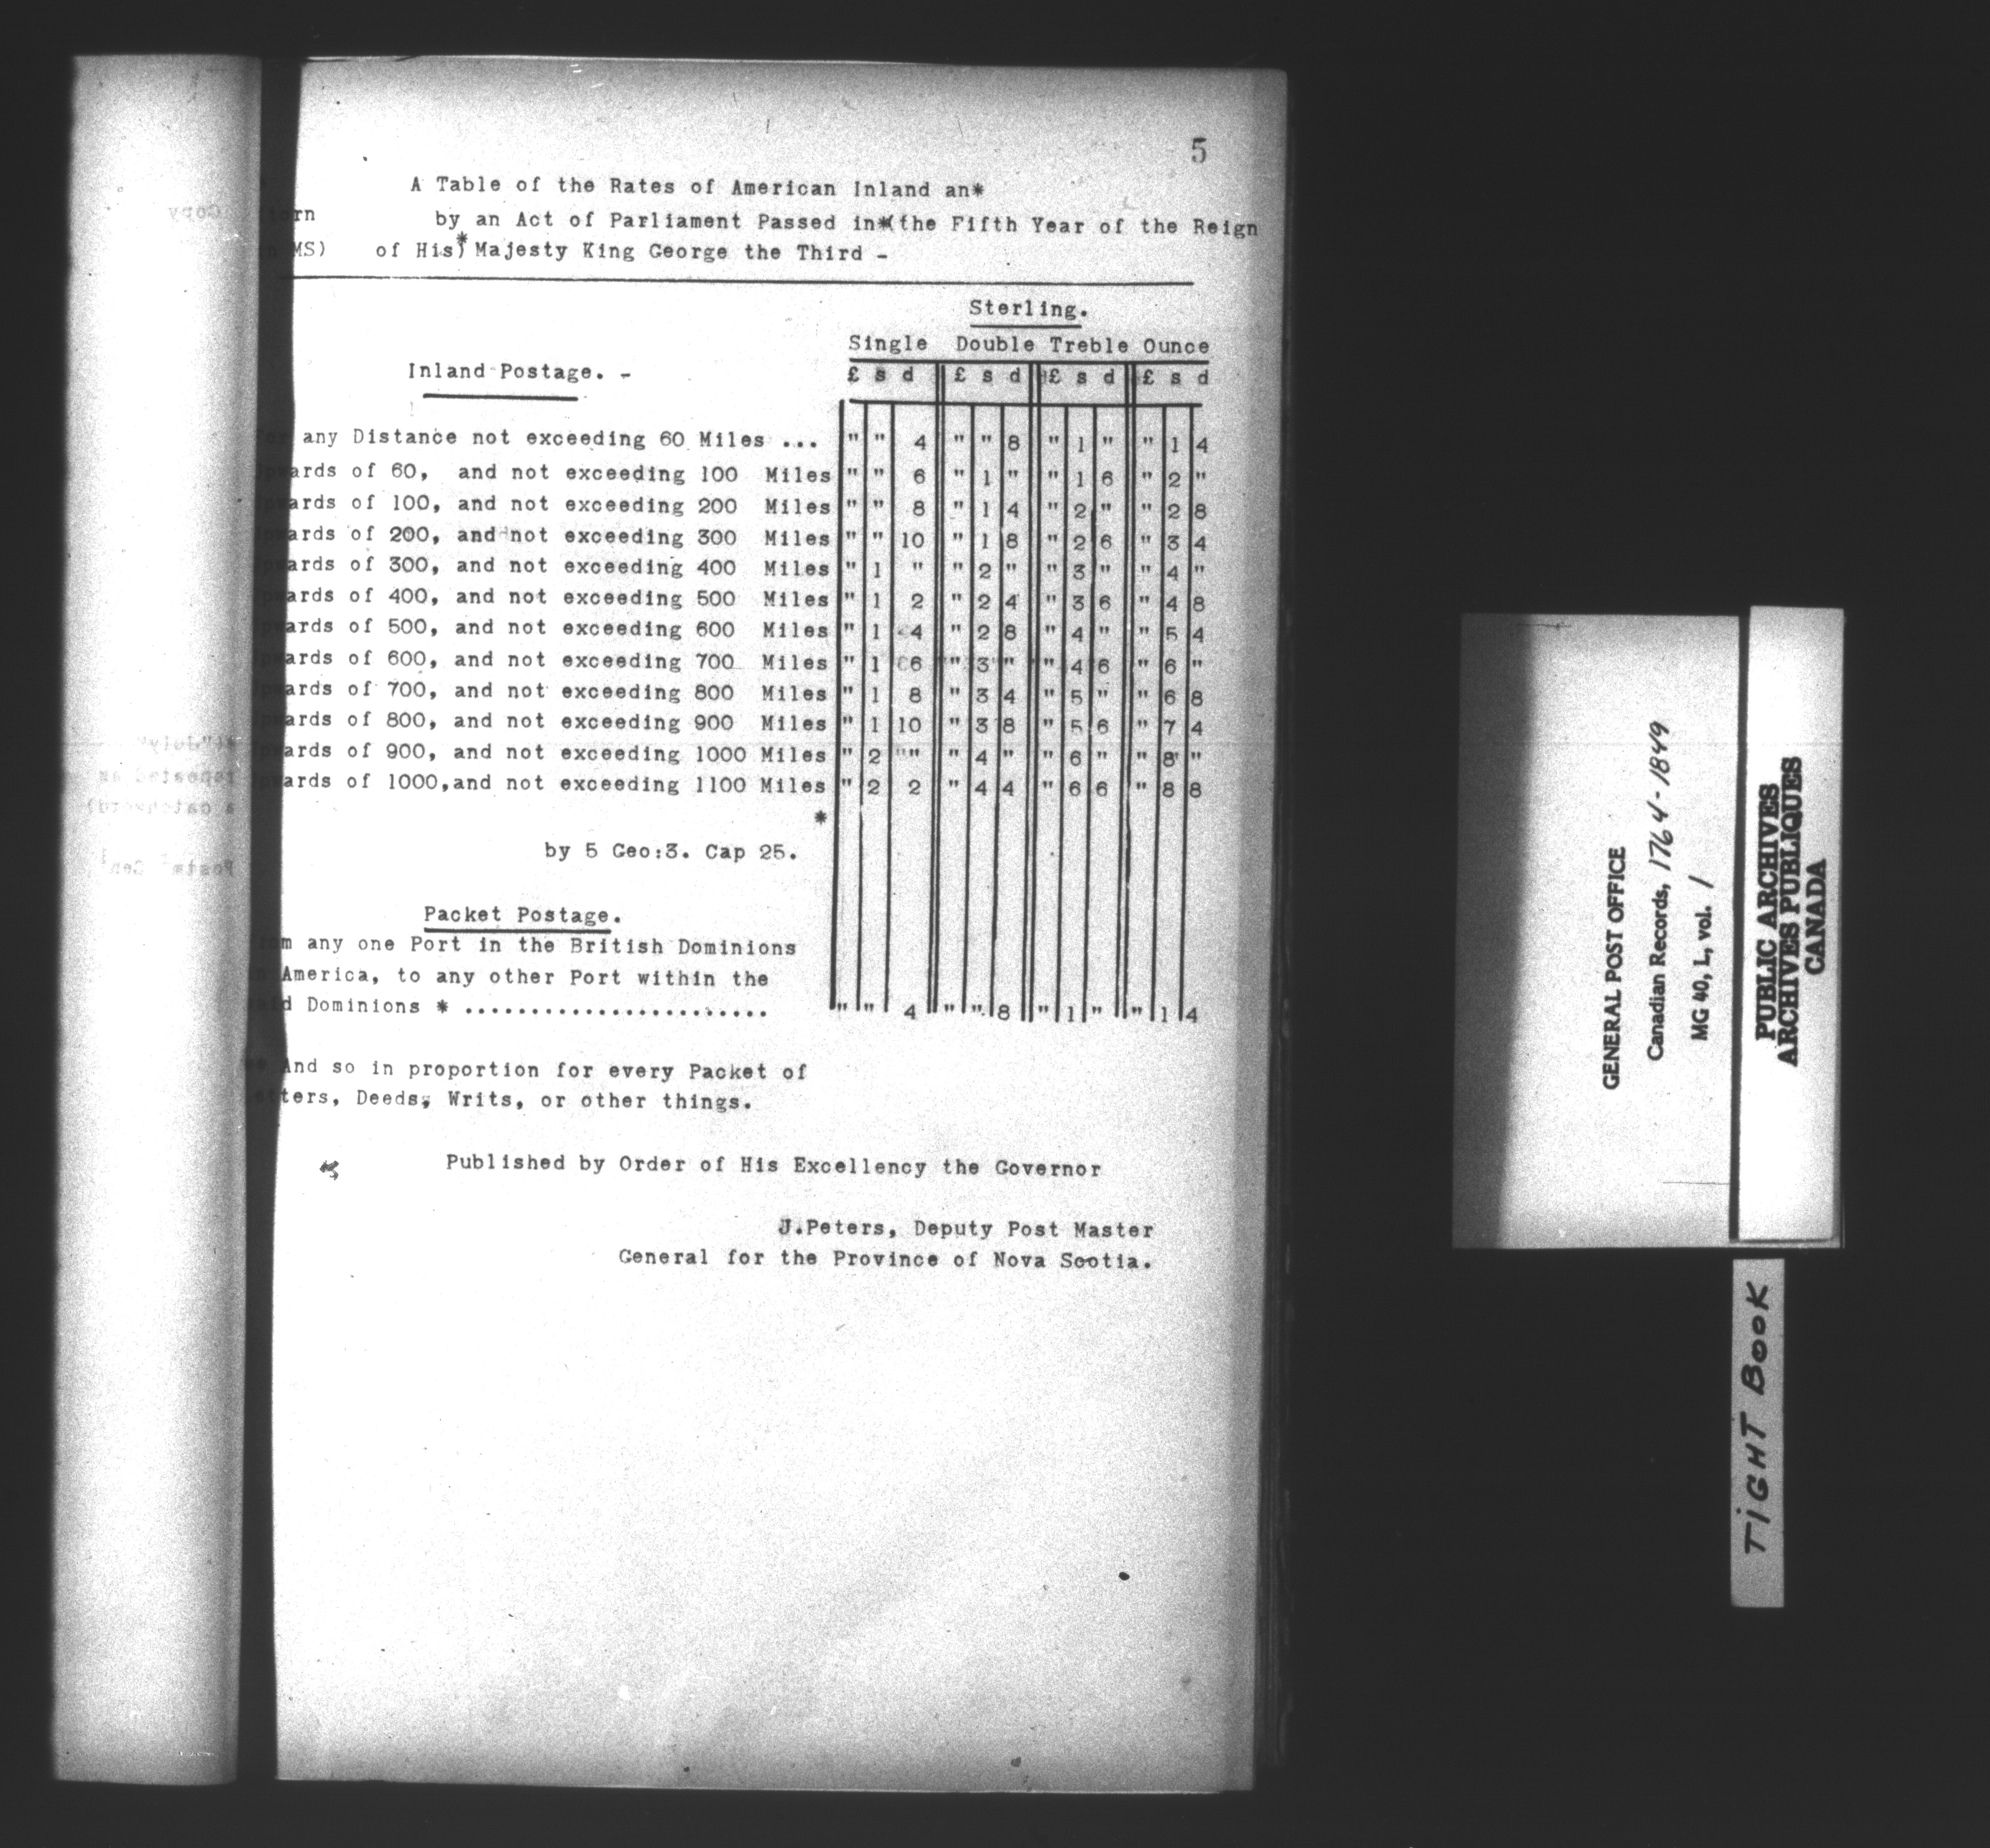 5
A Table of the Rates of American Inland an*
torn by an Act of Parliament Passed in*(the Fifth Year of the Reign
MS) of His)* Majesty King George the Third -
Sterling.
Single Double Treble Ounce
Inland Postage. -
£ s d £ s d £ s d £ s d
any Distance not exceeding 60 Miles ... " " 4 " " 8 " 1 " " 1 4
wards of 60, and not exceeding 100 Miles " " 6 " 1 " " 1 6 " 2 "
wards of 100, and not exceeding 200 Miles " " 8 " 1 4 " 2 " " 2 8
wards of 200, and not exceeding 300 Miles " " 10 " 1 8 " 2 6 " 3 4
wards of 300, and not exceeding 400 Miles " 1 " " 2 " " 3 " " 4 "
wards of 400, and not exceeding 500 Miles " 1 2 " 2 4 " 3 6 " 4 8
wards of 500, and not exceeding 600 Miles " 1 4 " 2 8 " 4 " " 5 4
wards of 600, and not exceeding 700 Miles " 1 6 " 3 " " 4 6 " 6 "
wards of 700, and not exceeding 800 Miles " 1 8 " 3 4 " 5 " " 6 8
wards of 800, and not exceeding 900 Miles " 1 10 " 3 8 " 5 6 " 7 4
wards of 900, and not exceeding 1000 Miles " 2 " " 4 " " 6 " " 8 "
wards of 1000,and not exceeding 1100 Miles " 2 2 " 4 4 " 6 6 " 8 8
*
by 5 Geo:3. Cap 25.
Packet Postage.
m any one Port in the British Dominions
America, to any other Port within the
d Dominions * ....................... " " 4 " " 8 " 1 " " 1 4
And so in proportion for every Packet of
tters, Deeds, Writs, or other things.
Published by Order of His Excellency the Governor
J.Peters, Deputy Post Master
General for the Province of Nova Scotia.
GENERAL POST OFFICE
Canadian Records, 1764-1849
MG 40, L, vol. 1
PUBLIC ARCHIVES
ARCHIVES PUBLIQUES
CANADA
TIGHT BOOK